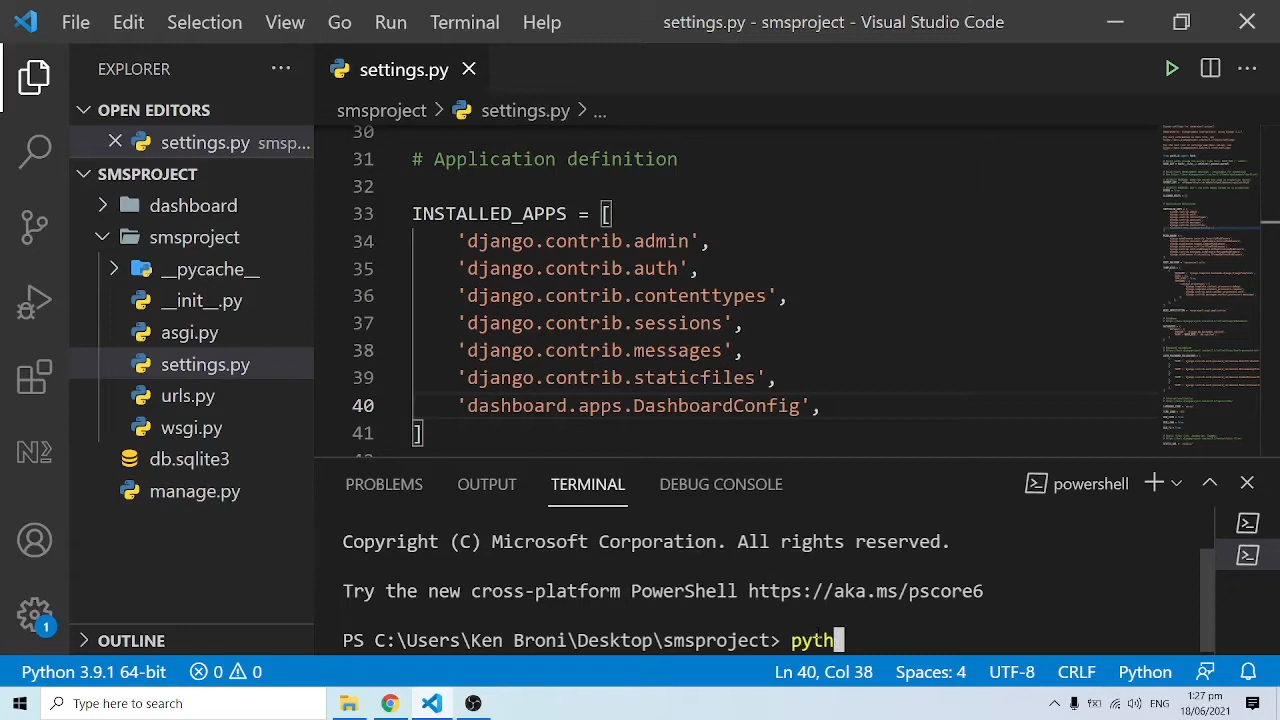 File Edit Selection View Go Run Terminal Help settings.py - smsproject - Visual Studio Code
EXPLORER
settings.py
OPEN EDITORS
settings.py smsp...
smsproject > settings.py > ...
SMSPROJECT
dashboard
smsproject
__pycache__
__init__.py
asgi.py
settings.py
urls.py
wsgi.py
db.sqlite3
manage.py
OUTLINE
30
31 # Application definition
32
33 INSTALLED_APPS = [
34 'django.contrib.admin',
35 'django.contrib.auth',
36 'django.contrib.contenttypes',
37 'django.contrib.sessions',
38 'django.contrib.messages',
39 'django.contrib.staticfiles',
40 'dashboard.apps.DashboardConfig',
41 ]
PROBLEMS OUTPUT TERMINAL DEBUG CONSOLE powershell
Copyright (C) Microsoft Corporation. All rights reserved.
Try the new cross-platform PowerShell https://aka.ms/pscore6
PS C:\Users\Ken Broni\Desktop\smsproject> pyth
1
Python 3.9.1 64-bit 0 0 Ln 40, Col 38 Spaces: 4 UTF-8 CRLF Python
Type here to search
ENG
1:27 pm
18/06/2021